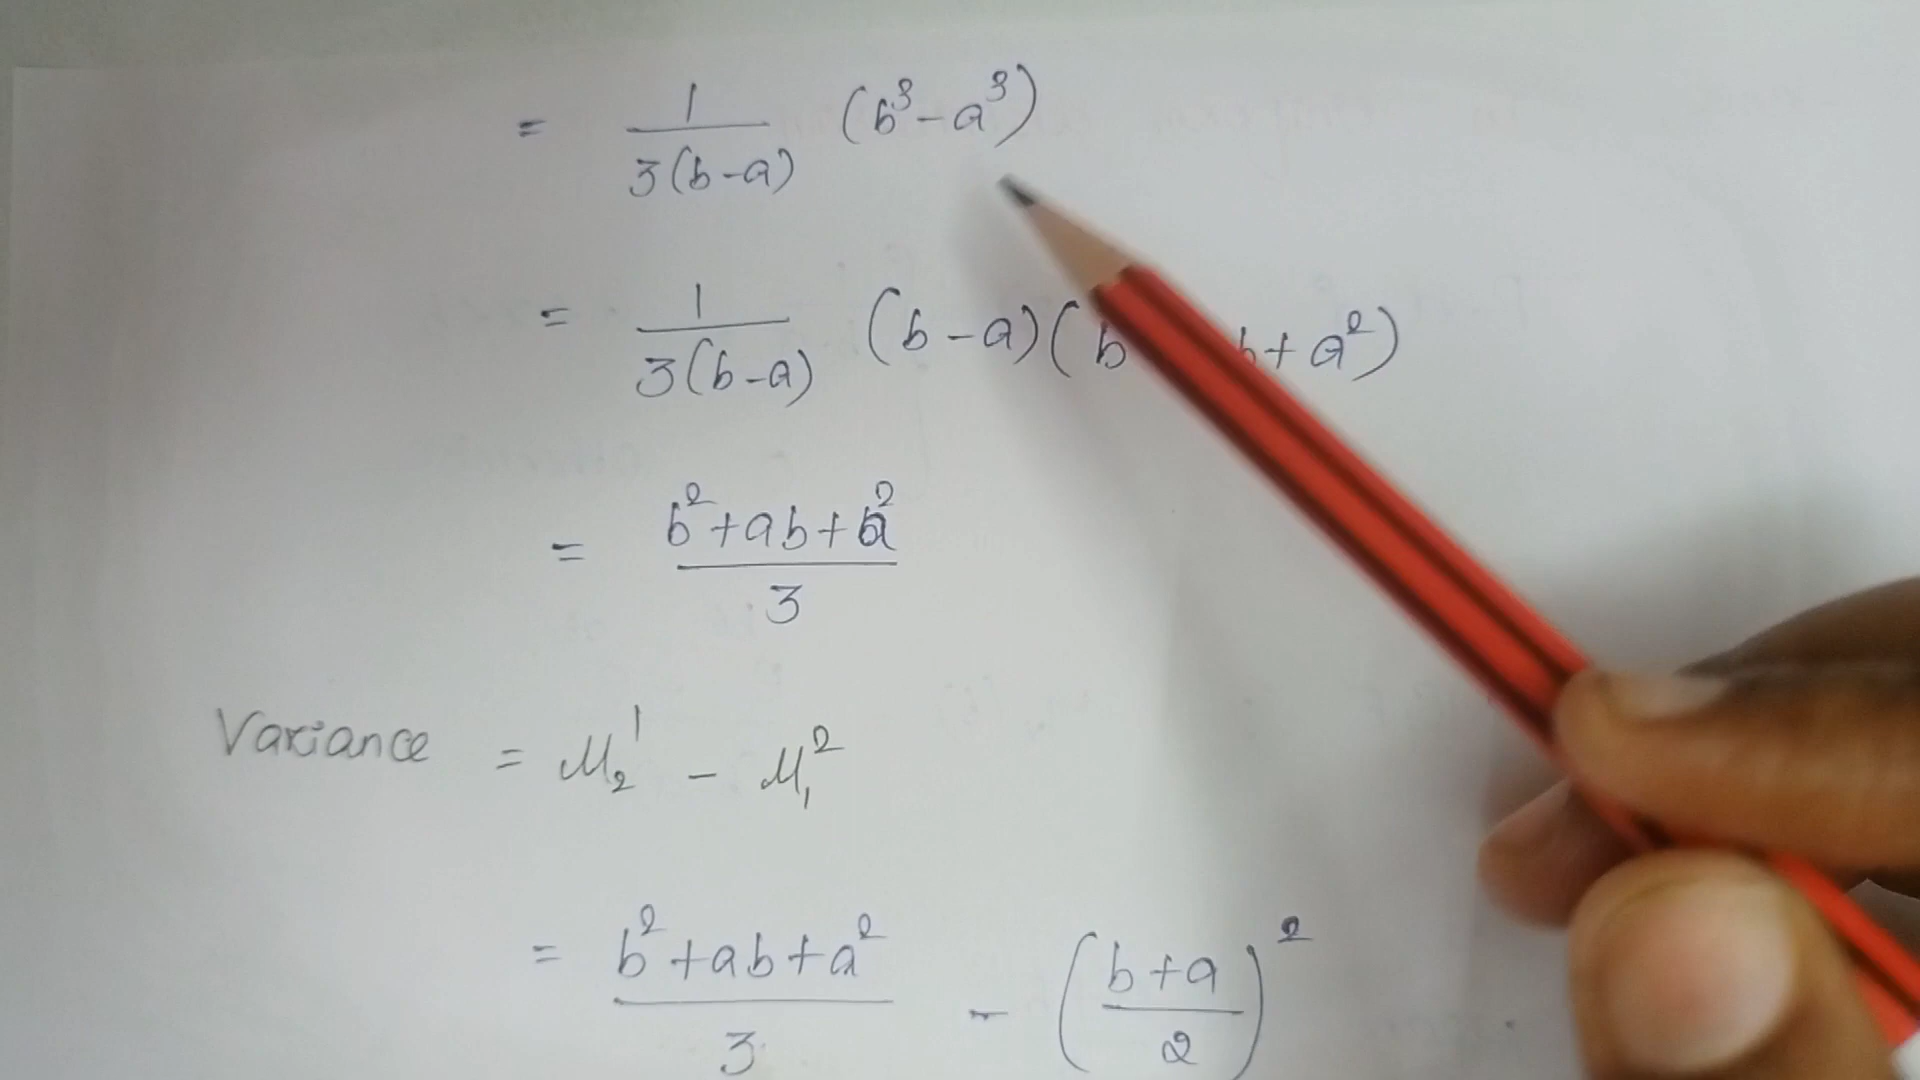 = 1/3(b-a) (b³-a³)
= 1/3(b-a) (b-a)(b b+a²)
= b²+ab+a²/3
Variance = μ₂' - μ₁²
= b²+ab+a²/3 - (b+a/2)²